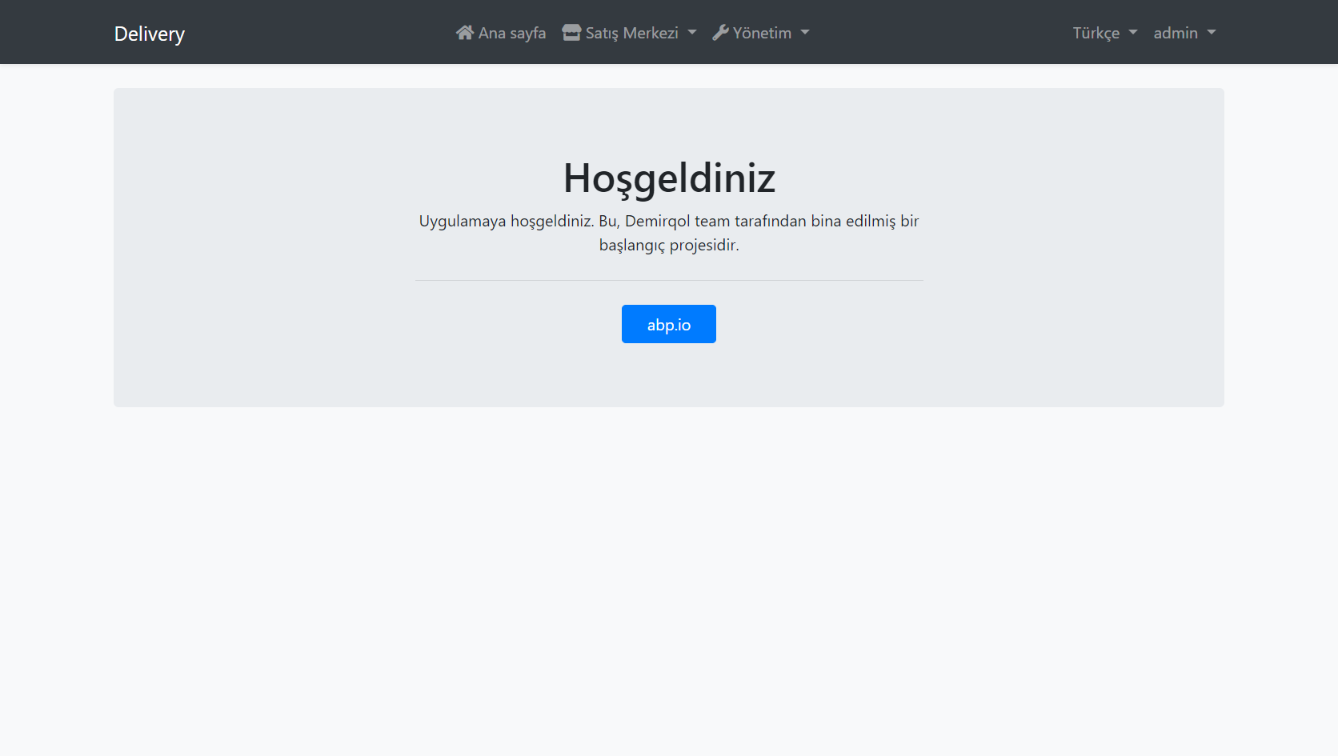 Delivery
Ana sayfa
Satış Merkezi
Yönetim
Türkçe
admin
Hoşgeldiniz
Uygulamaya hoşgeldiniz. Bu, Demirqol team tarafından bina edilmiş bir
başlangıç projesidir.
abp.io